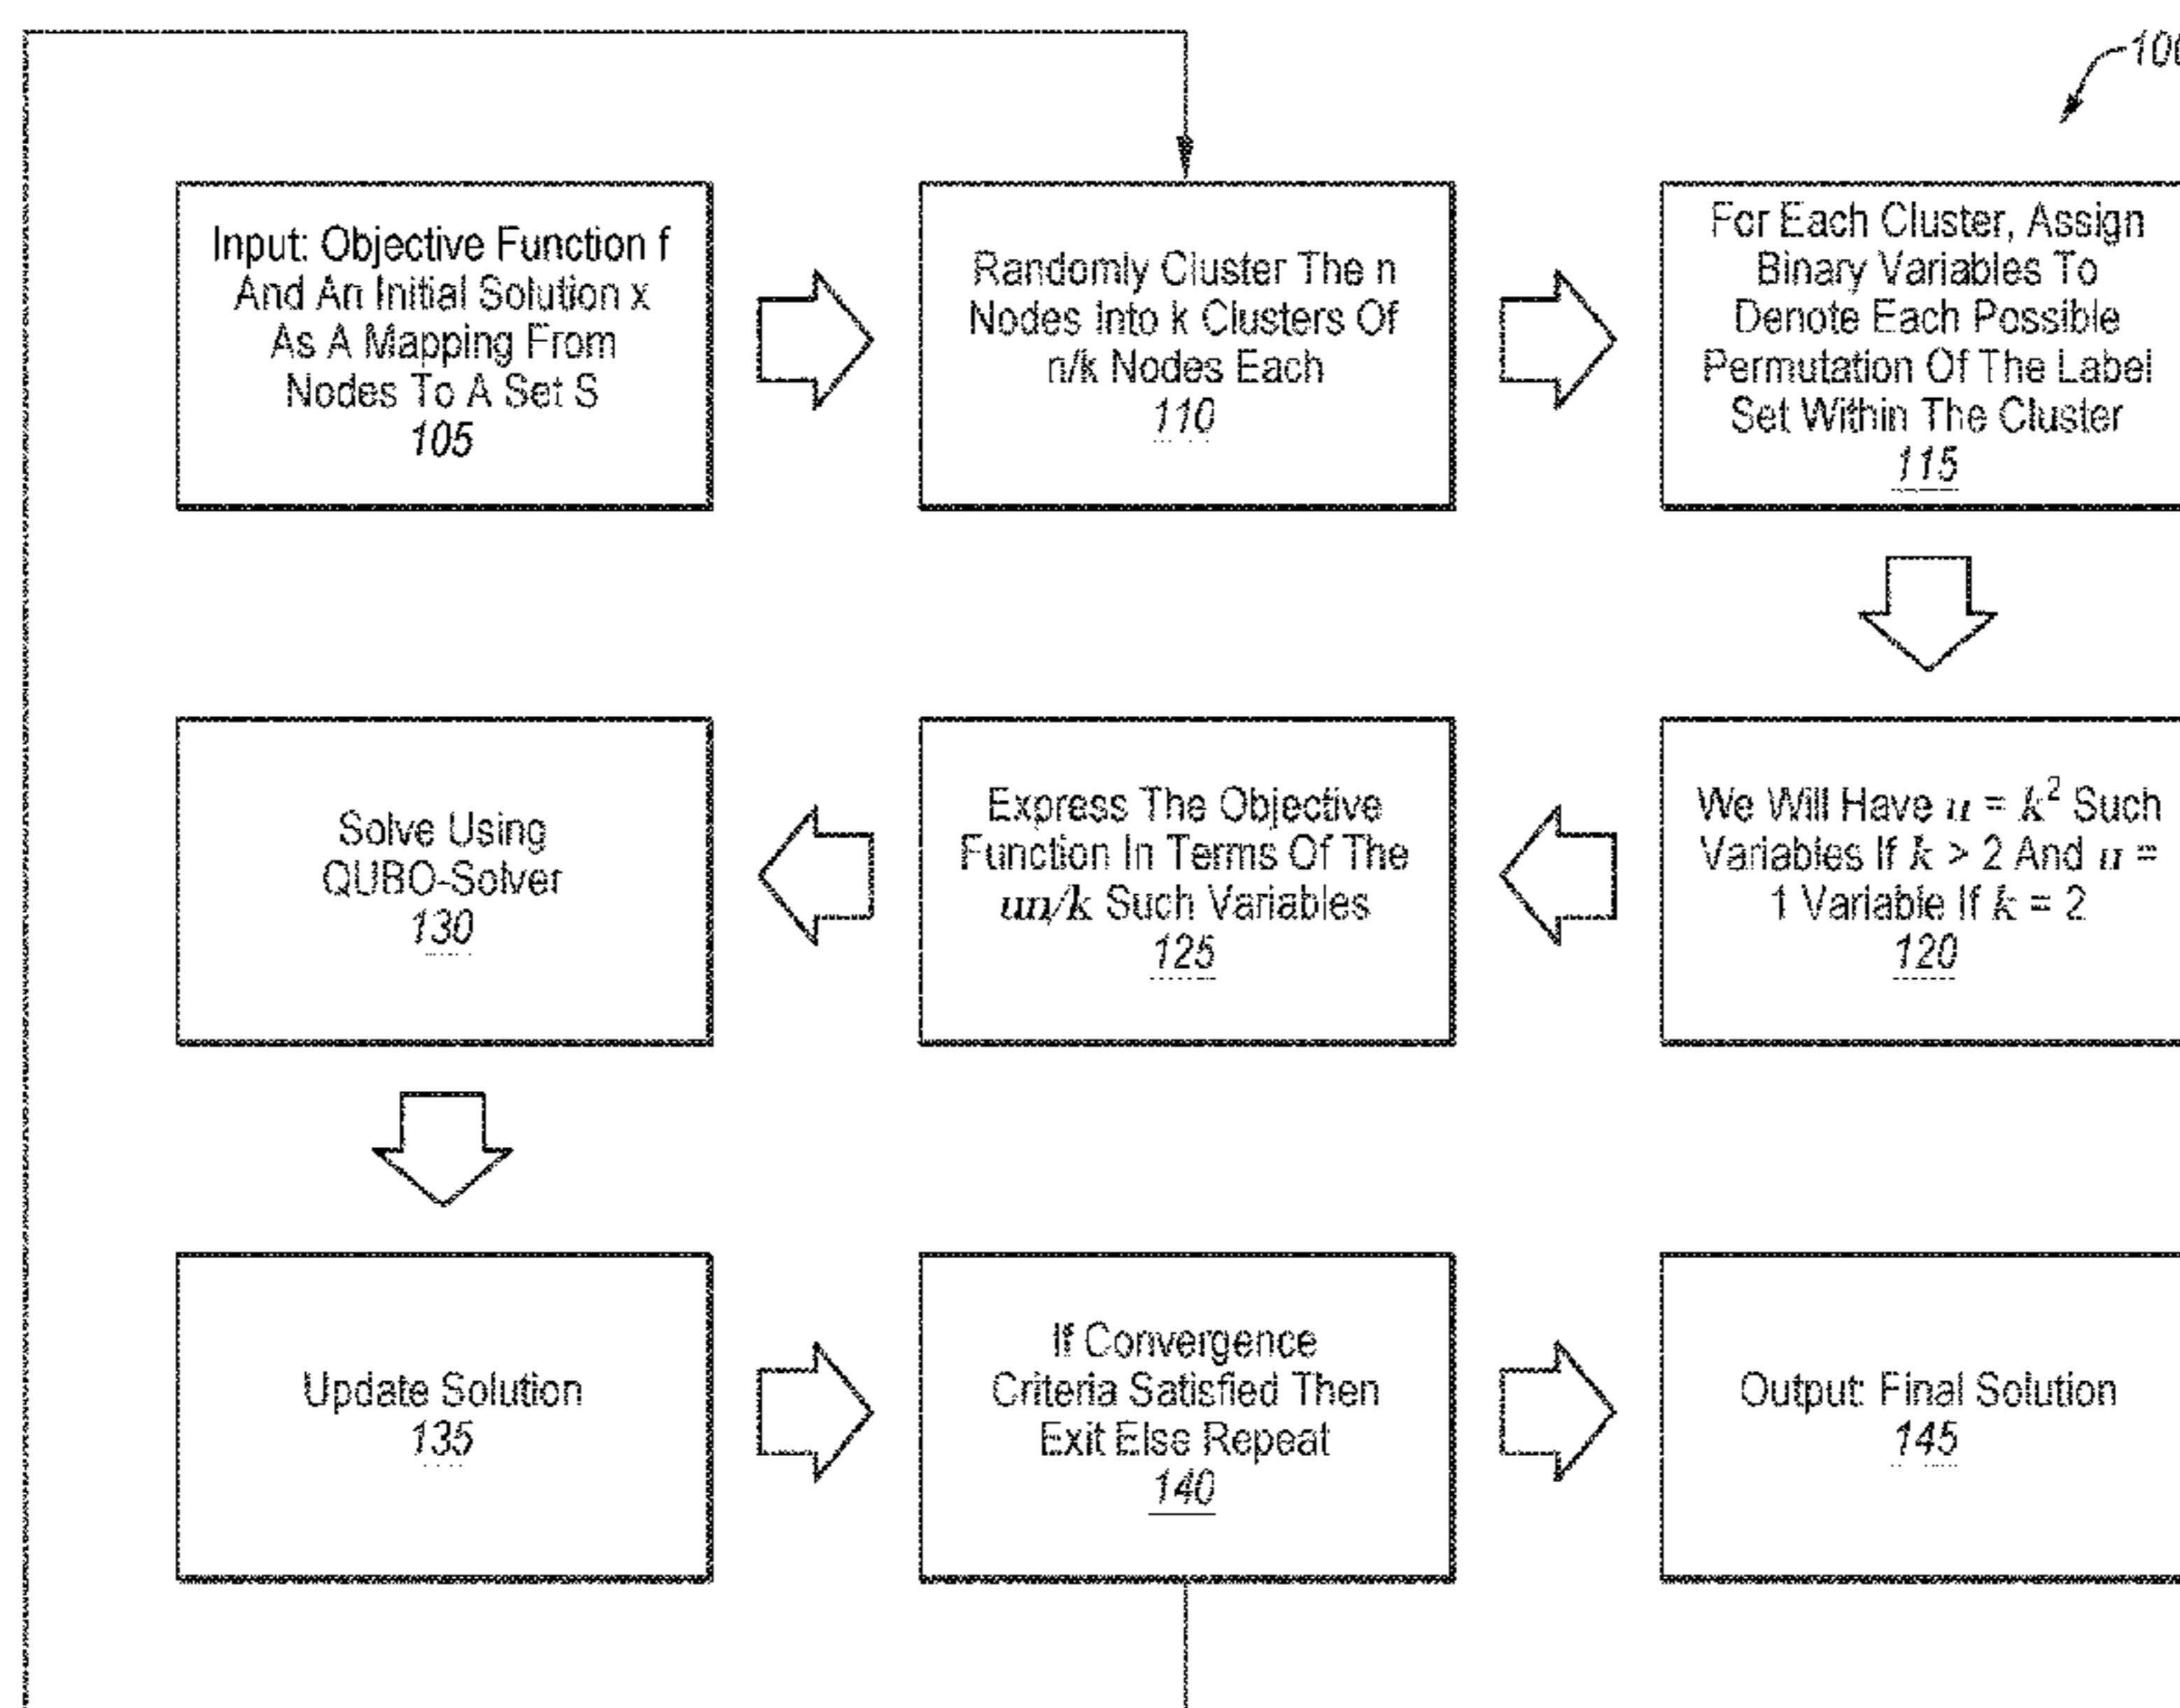 100
Input: Objective Function f
And An Initial Solution x
As A Mapping From
Nodes To A Set S
105
Randomly Cluster The n
Nodes Into k Clusters Of
n/k Nodes Each
110
For Each Cluster, Assign
Binary Variables To
Denote Each Possible
Permutation Of The Label
Set Within The Cluster
115
We Will Have u = k² Such
Variables If k > 2 And u =
1 Variable If k = 2
120
Express The Objective
Function In Terms Of The
un/k Such Variables
125
Solve Using
QUBO-Solver
130
Update Solution
135
If Convergence
Criteria Satisfied Then
Exit Else Repeat
140
Output: Final Solution
145